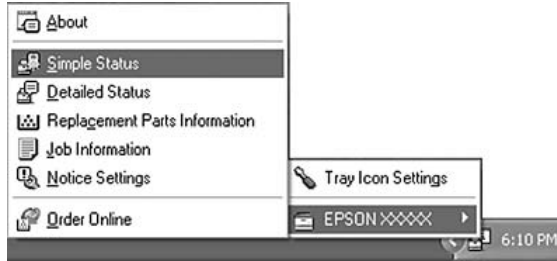 About
Simple Status
Detailed Status
Replacement Parts Information
Job Information
Notice Settings
Order Online
Tray Icon Settings
EPSON XXXXX
6:10 PM